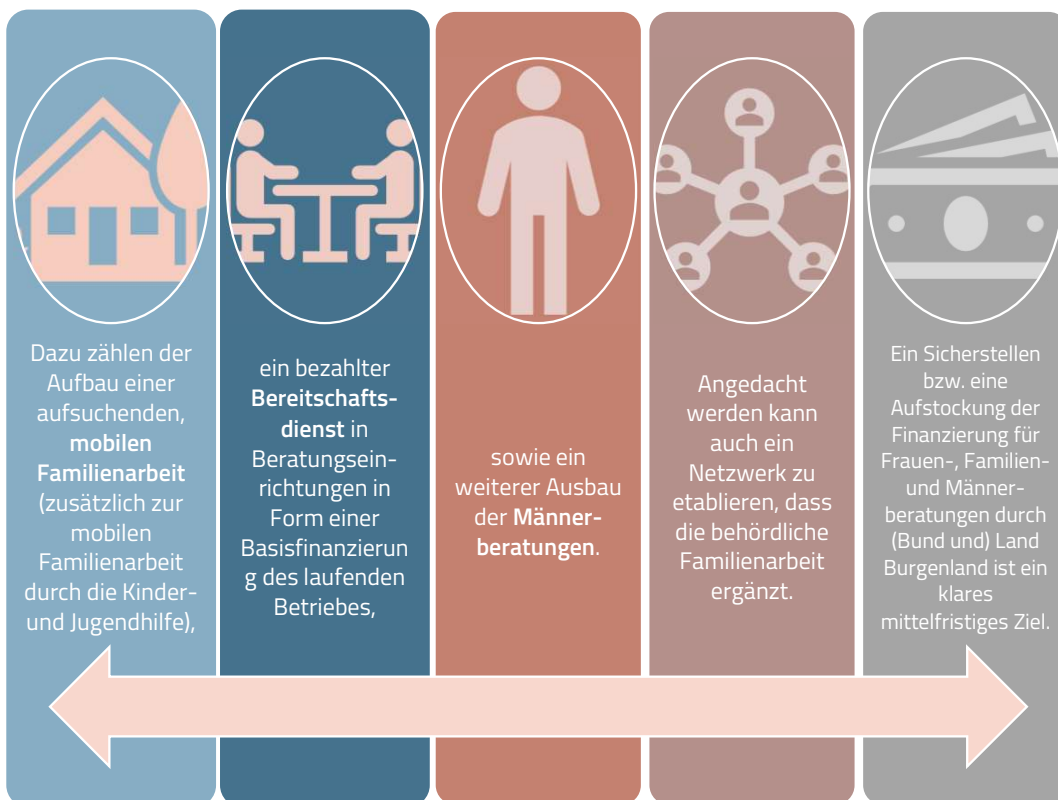 Dazu zählen der
Aufbau einer
aufsuchenden,
mobilen
Familienarbeit
(zusätzlich zur
mobilen
Familienarbeit
durch die Kinder-
und Jugendhilfe),
ein bezahlter
Bereitschafts-
dienst in
Beratungsein-
richtungen in
Form einer
Basisfinanzierun
g des laufenden
Betriebes,
sowie ein
weiterer Ausbau
der Männer-
beratungen.
Angedacht
werden kann
auch ein
Netzwerk zu
etablieren, dass
die behördliche
Familienarbeit
ergänzt.
Ein Sicherstellen
bzw. eine
Aufstockung der
Finanzierung für
Frauen-, Familien-
und Männer-
beratungen durch
(Bund und) Land
Burgenland ist ein
klares
mittelfristiges Ziel.